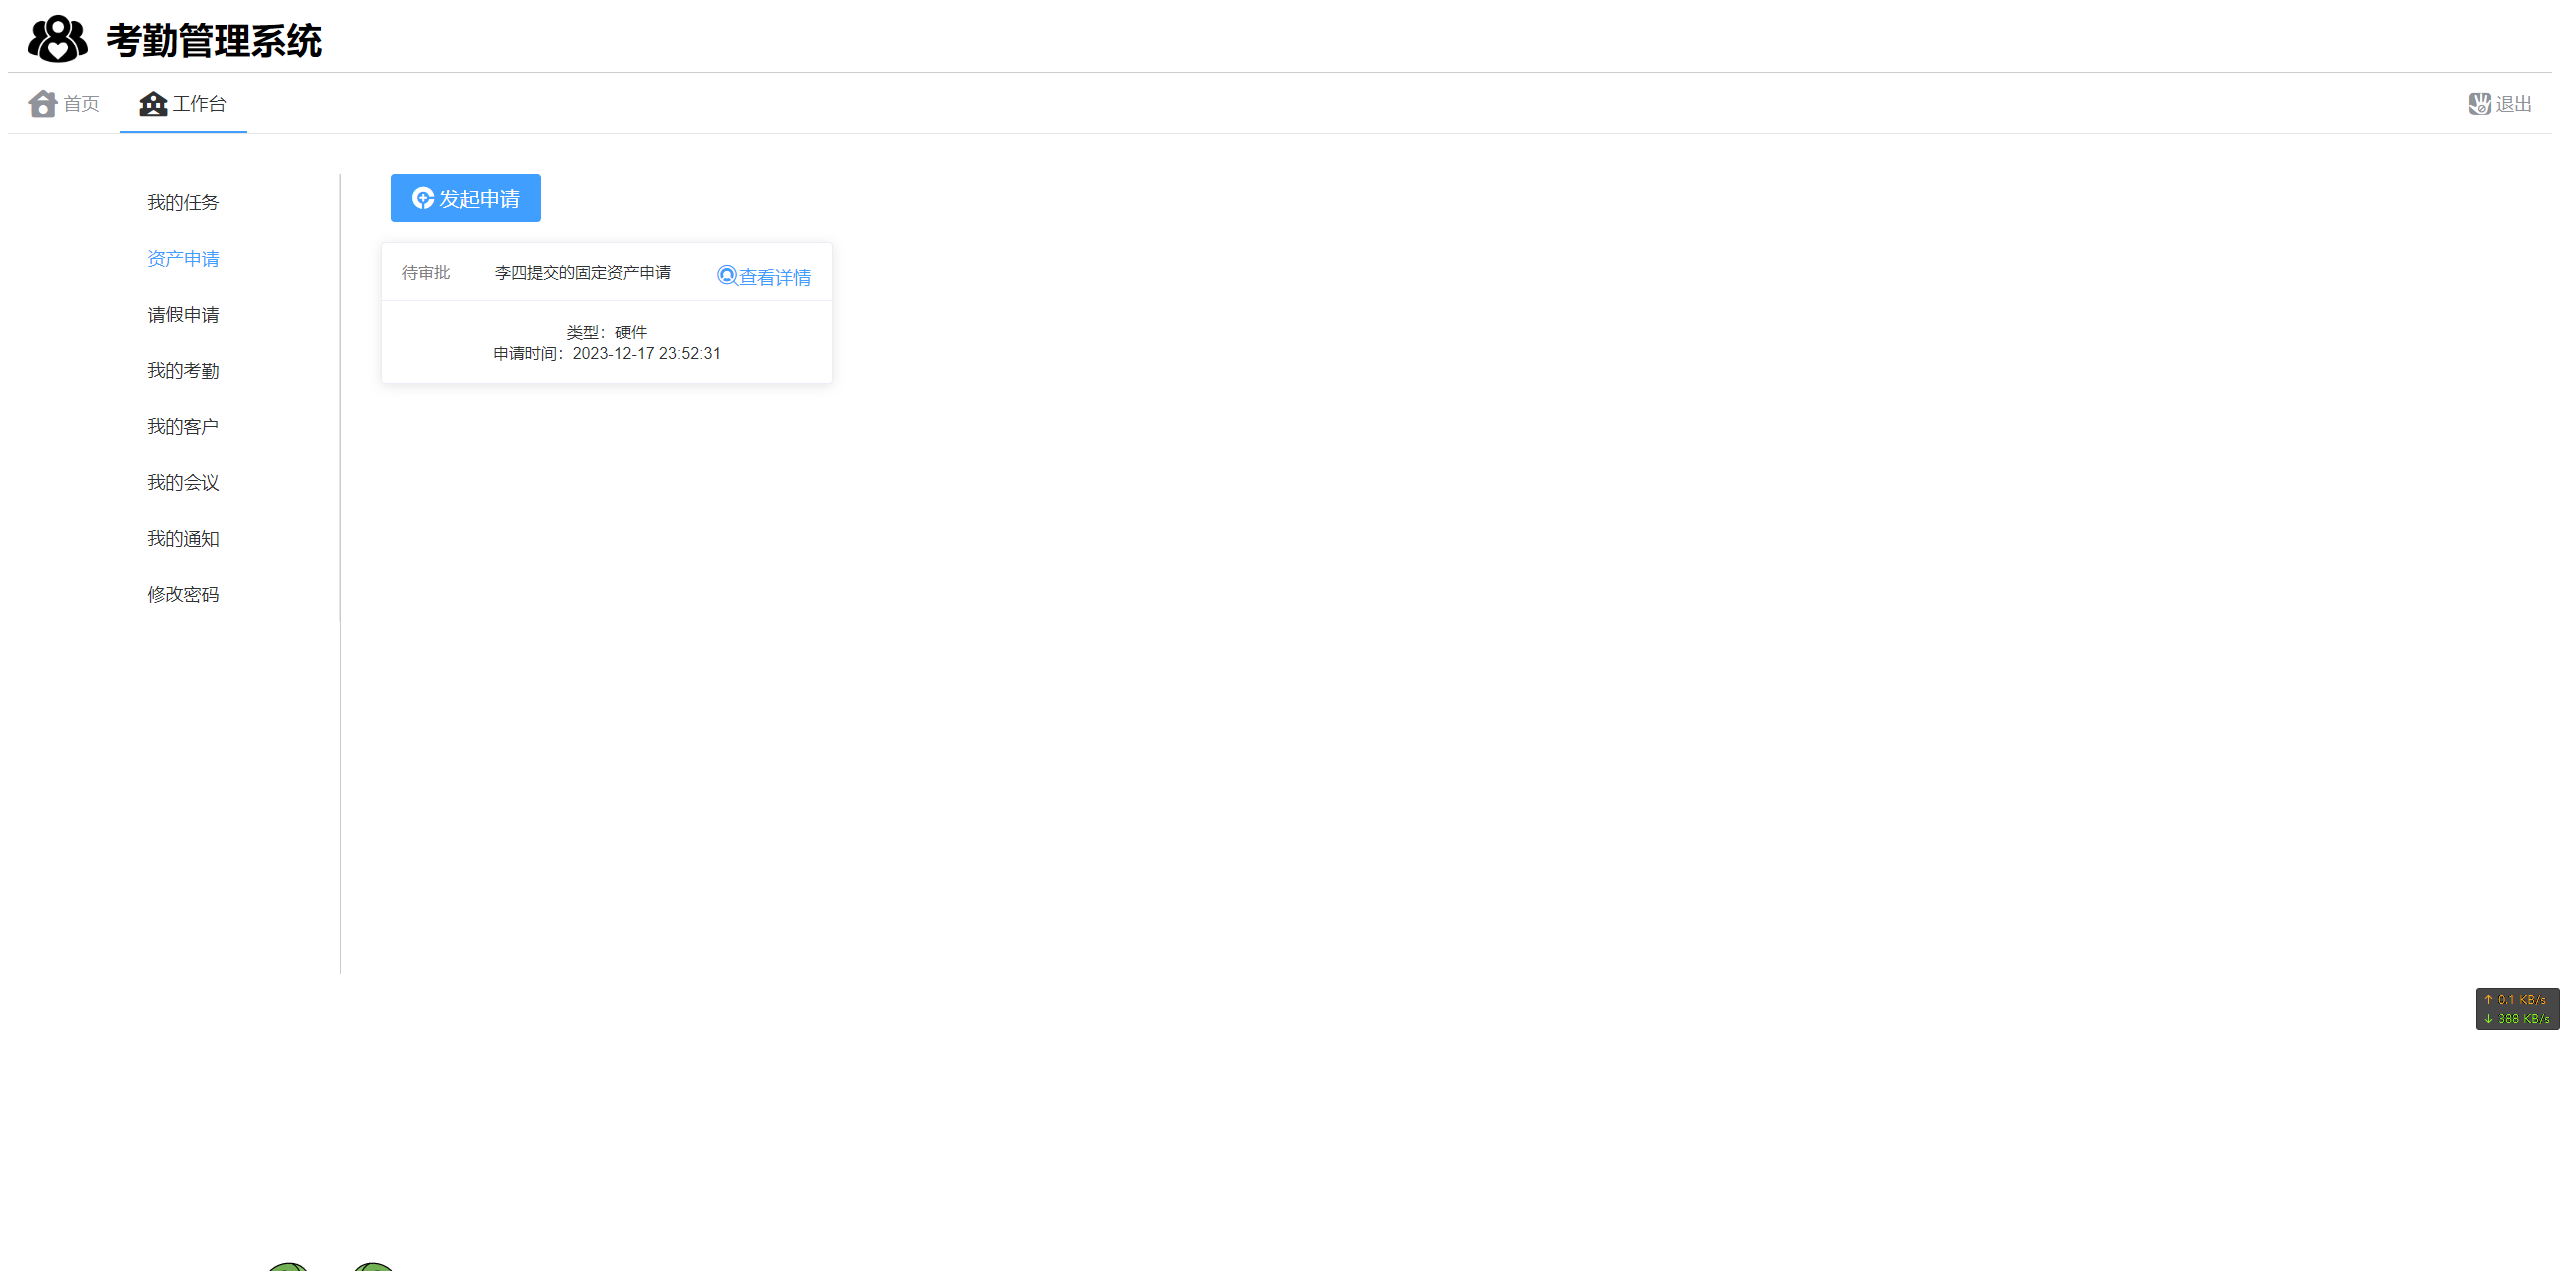 考勤管理系统
首页
工作台
退出
我的任务
资产申请
请假申请
我的考勤
我的客户
我的会议
我的通知
修改密码
发起申请
待审批 李四提交的固定资产申请 查看详情
类型：硬件
申请时间：2023-12-17 23:52:31
↑ 0.1 KB/s
↓ 388 KB/s